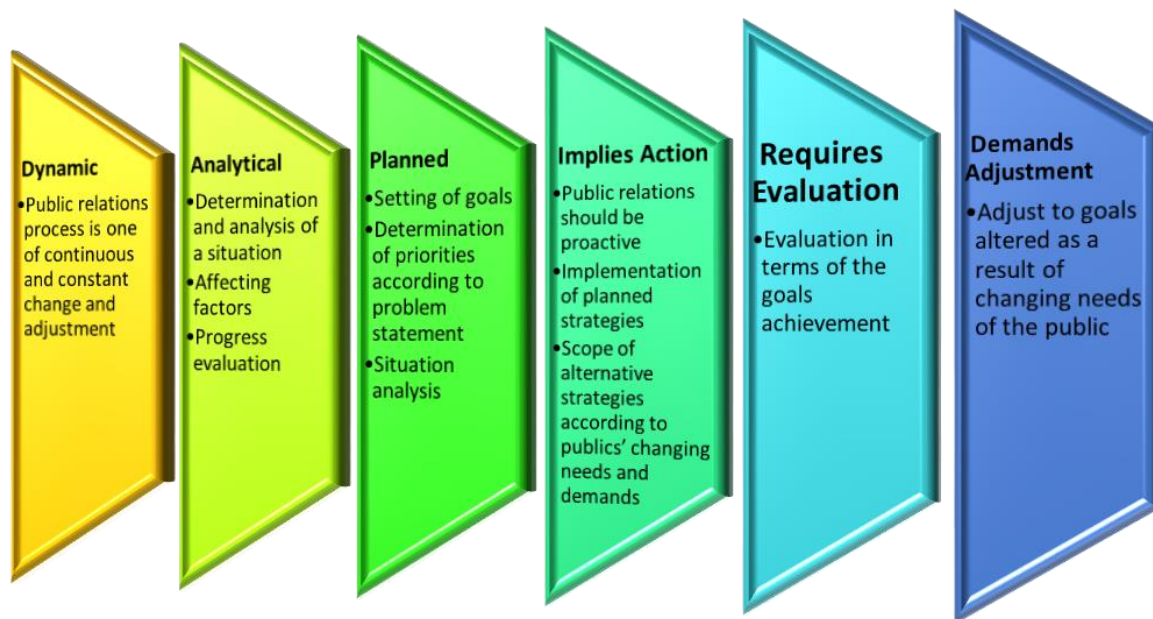 Dynamic
•Public relations
process is one
of continuous
and constant
change and
adjustment
Analytical
•Determination
and analysis of
a situation
•Affecting
factors
•Progress
evaluation
Planned
•Setting of goals
•Determination
of priorities
according to
problem
statement
•Situation
analysis
Implies Action
•Public relations
should be
proactive
•Implementation
of planned
strategies
•Scope of
alternative
strategies
according to
publics' changing
needs and
demands
Requires
Evaluation
•Evaluation in
terms of the
goals
achievement
Demands
Adjustment
•Adjust to goals
altered as a
result of
changing needs
of the public